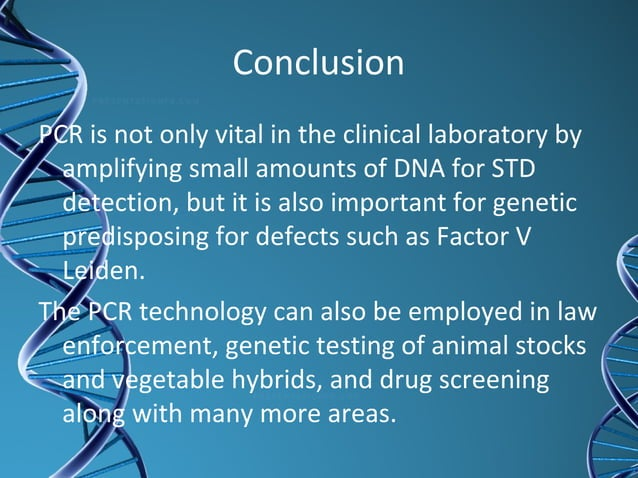 Conclusion
PCR is not only vital in the clinical laboratory by
amplifying small amounts of DNA for STD
detection, but it is also important for genetic
predisposing for defects such as Factor V
Leiden.
The PCR technology can also be employed in law
enforcement, genetic testing of animal stocks
and vegetable hybrids, and drug screening
along with many more areas.